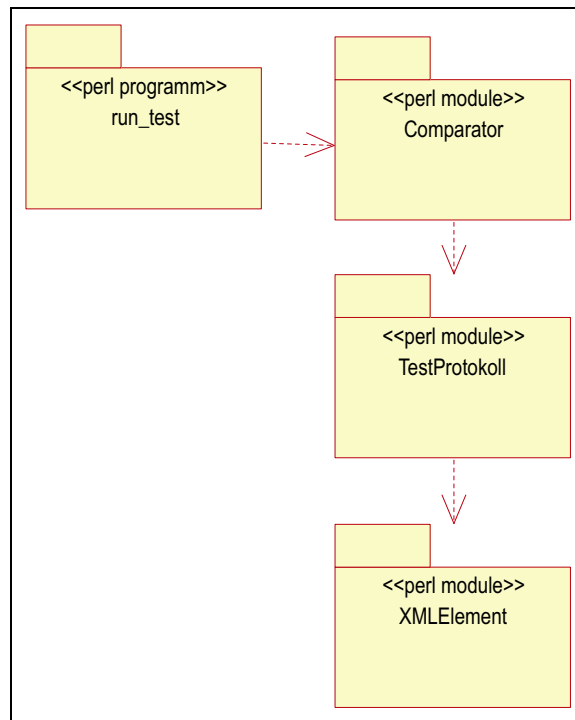 <<perl programm>>
run_test
<<perl module>>
Comparator
<<perl module>>
TestProtokoll
<<perl module>>
XMLElement